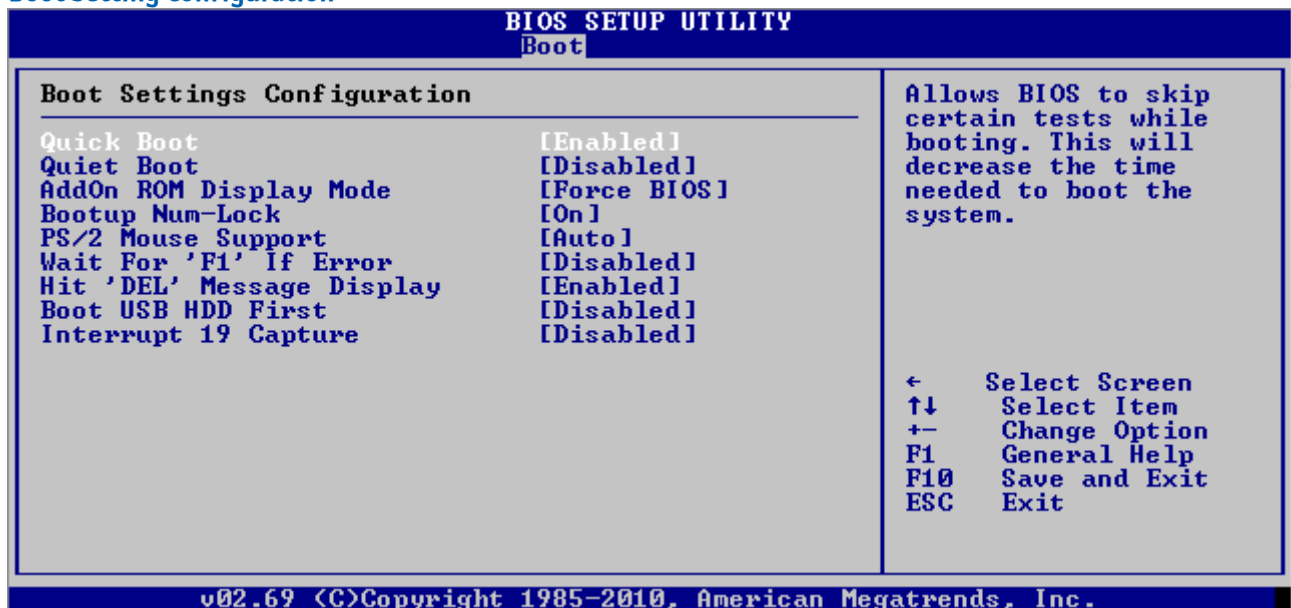 Boot Setting configuration
BIOS SETUP UTILITY
Boot
Boot Settings Configuration
Quick Boot [Enabled]
Quiet Boot [Disabled]
AddOn ROM Display Mode [Force BIOS]
Bootup Num-Lock [On]
PS/2 Mouse Support [Auto]
Wait For 'F1' If Error [Disabled]
Hit 'DEL' Message Display [Enabled]
Boot USB HDD First [Disabled]
Interrupt 19 Capture [Disabled]
Allows BIOS to skip
certain tests while
booting. This will
decrease the time
needed to boot the
system.
← Select Screen
↑↓ Select Item
+- Change Option
F1 General Help
F10 Save and Exit
ESC Exit
v02.69 (C)Copyright 1985-2010, American Megatrends, Inc.